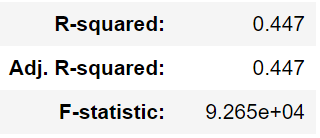 R-squared: 0.447
Adj. R-squared: 0.447
F-statistic: 9.265e+04